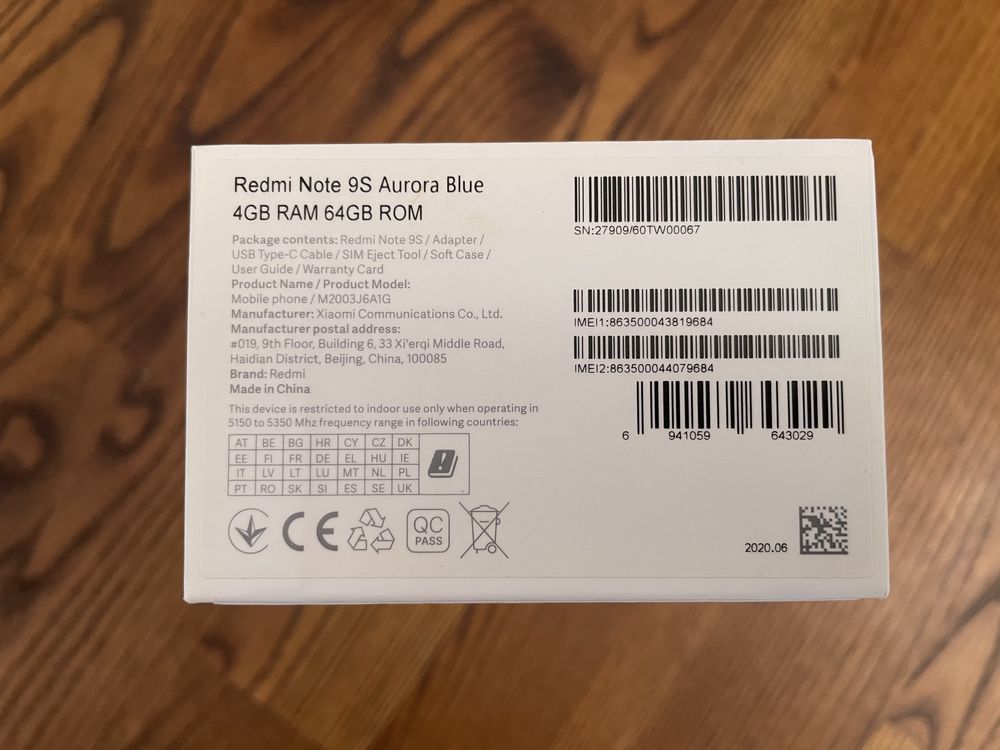 Redmi Note 9S Aurora Blue
4GB RAM 64GB ROM
Package contents: Redmi Note 9S / Adapter /
USB Type-C Cable / SIM Eject Tool / Soft Case /
User Guide / Warranty Card
Product Name / Product Model:
Mobile phone / M2003J6A1G
Manufacturer: Xiaomi Communications Co., Ltd.
Manufacturer postal address:
#019, 9th Floor, Building 6, 33 Xi'erqi Middle Road,
Haidian District, Beijing, China, 100085
Brand: Redmi
Made in China
This device is restricted to indoor use only when operating in
5150 to 5350 Mhz frequency range in following countries:
AT BE BG HR CY CZ DK
EE FI FR DE EL HU IE
IT LV LT LU MT NL PL
PT RO SK SI ES SE UK
CE
QC
PASS
SN:27909/60TW00067
IMEI1:863500043819684
IMEI2:863500044079684
6 941059 643029
2020.06